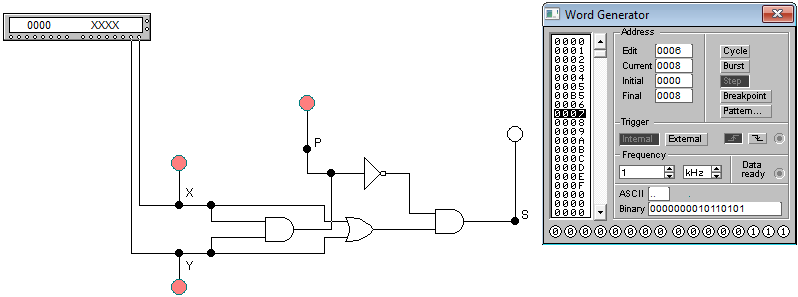 0000 XXXX
P
X
Y
S
Word Generator
0000
0001
0002
0003
0004
0005
00B5
0006
0007
0008
0009
000A
000B
000C
000D
000E
000F
0000
0000
0000
Address
Edit 0006
Current 0008
Initial 0000
Final 0008
Cycle
Burst
Step
Breakpoint
Pattern...
Trigger
Internal External
Frequency
1 kHz
Data
ready
ASCII .. .
Binary 0000000010110101
0 0 0 0 0 0 0 0 0 0 0 0 0 1 1 1